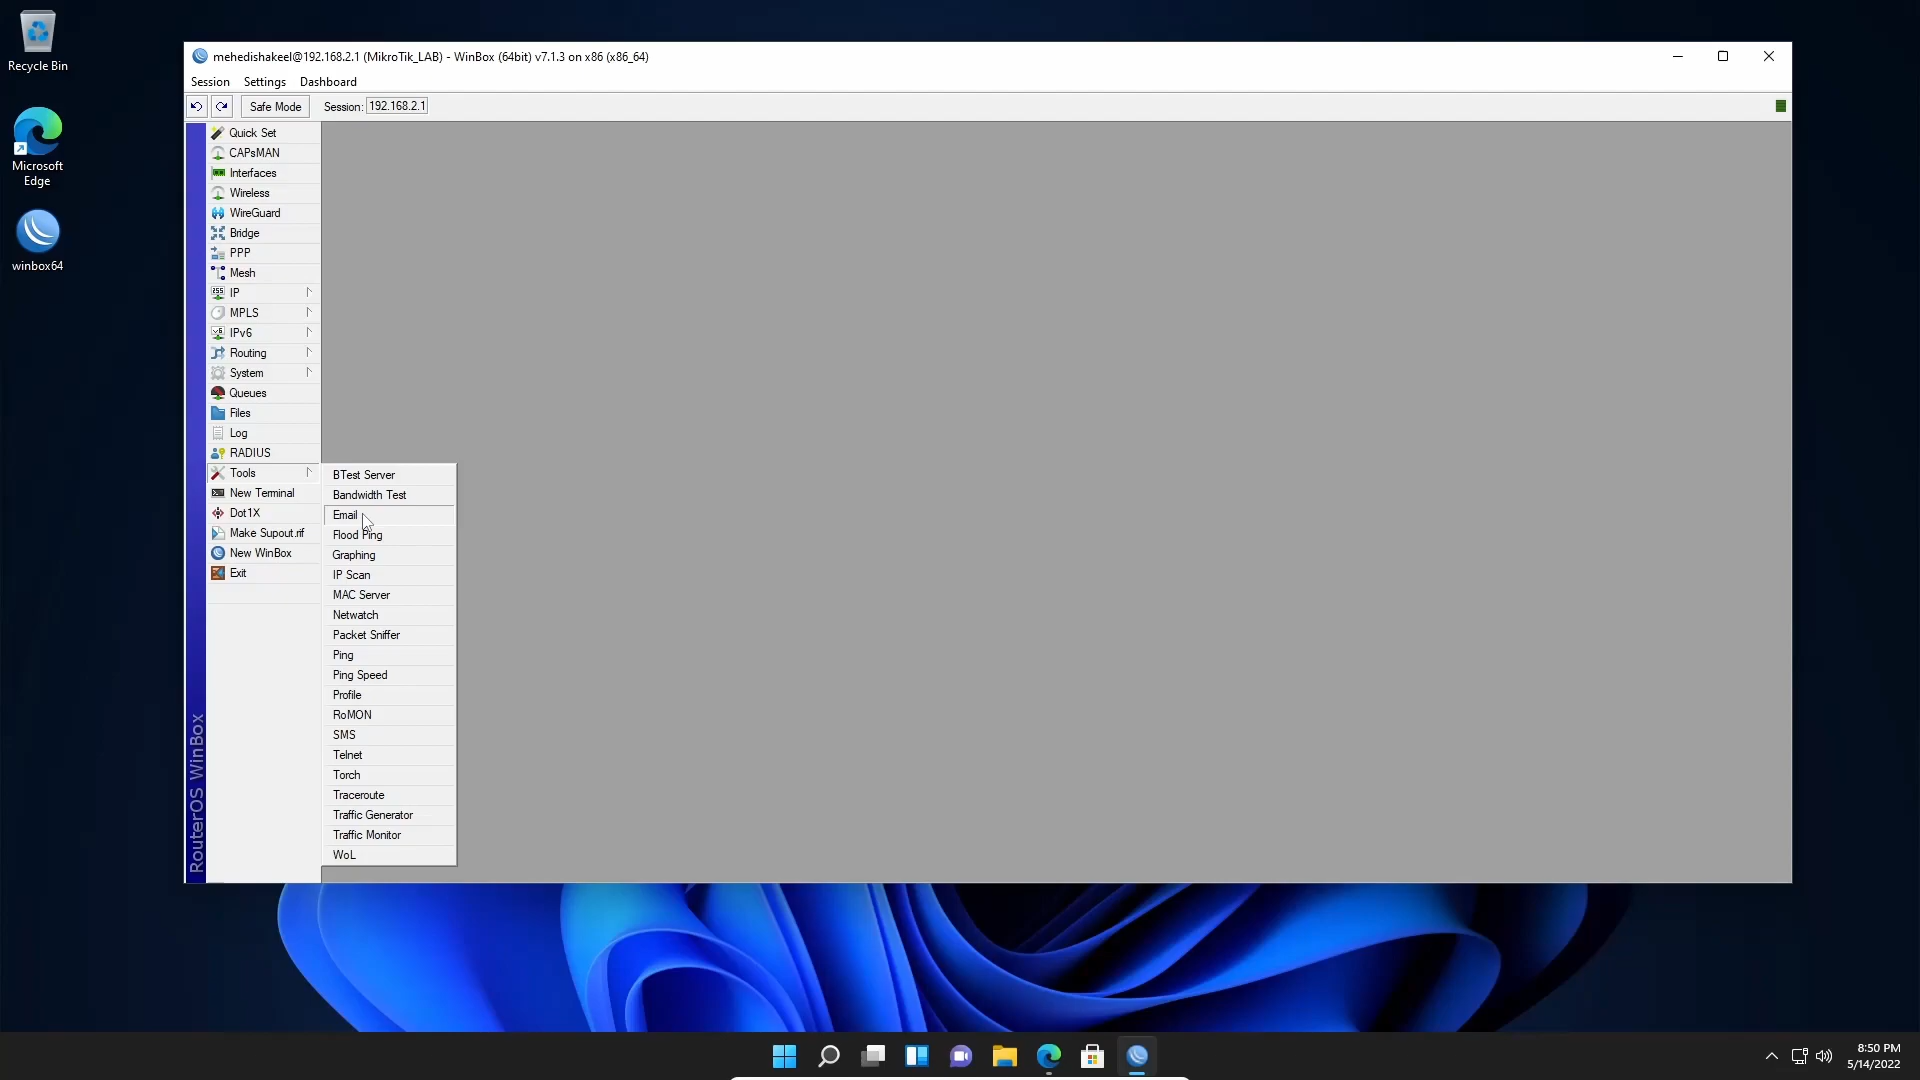 Recycle Bin
Microsoft
Edge
winbox64
mehedishakeel@192.168.2.1 (MikroTik_LAB) - WinBox (64bit) v7.1.3 on x86 (x86_64)
Session Settings Dashboard
Safe Mode Session: 192.168.2.1
Quick Set
CAPsMAN
Interfaces
Wireless
WireGuard
Bridge
PPP
Mesh
IP
MPLS
IPv6
Routing
System
Queues
Files
Log
RADIUS
Tools
New Terminal
Dot1X
Make Supout.rif
New WinBox
Exit
RouterOS WinBox
BTest Server
Bandwidth Test
Email
Flood Ping
Graphing
IP Scan
MAC Server
Netwatch
Packet Sniffer
Ping
Ping Speed
Profile
RoMON
SMS
Telnet
Torch
Traceroute
Traffic Generator
Traffic Monitor
WoL
8:50 PM
5/14/2022